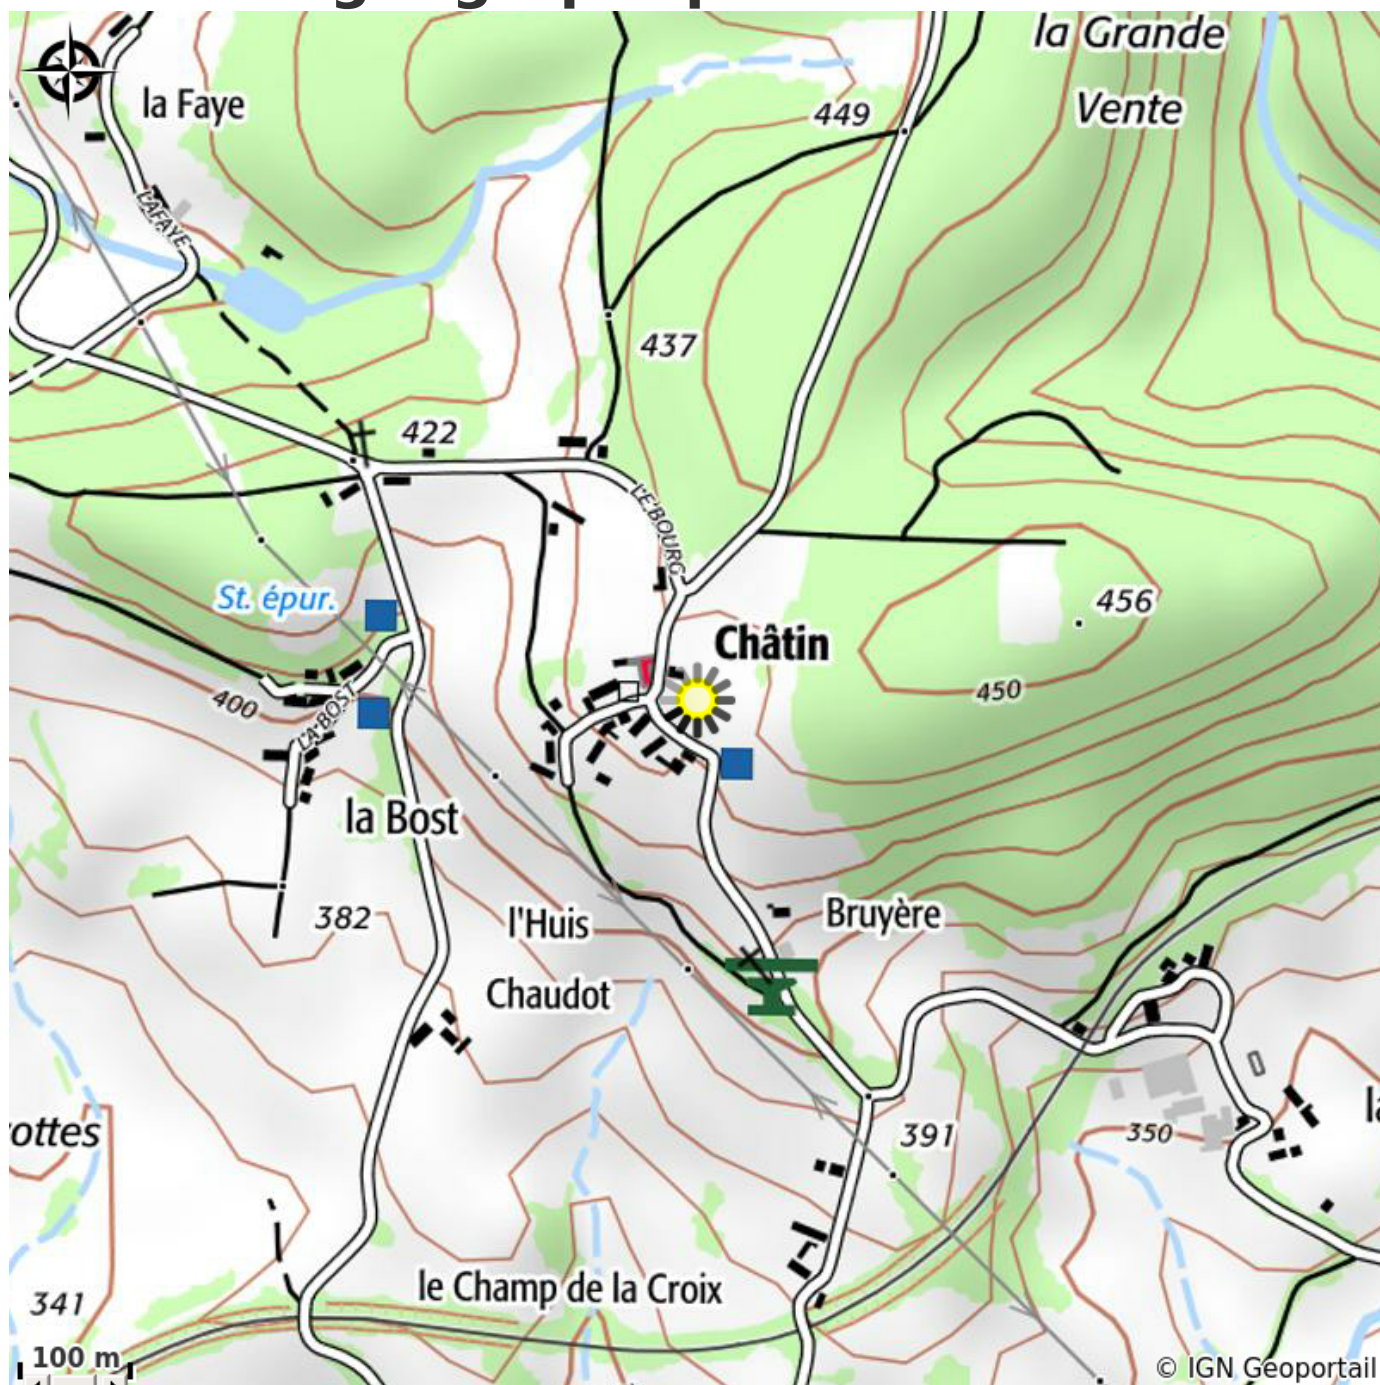 la Grande
Vente
la Faye
449
LAFAYE
437
422
LE BOURG
St. épur.
456
Châtin
450
400
LA BOST
la Bost
382
l'Huis
Chaudot
Bruyère
ottes
391
350
la
le Champ de la Croix
341
100 m
© IGN Geoportail